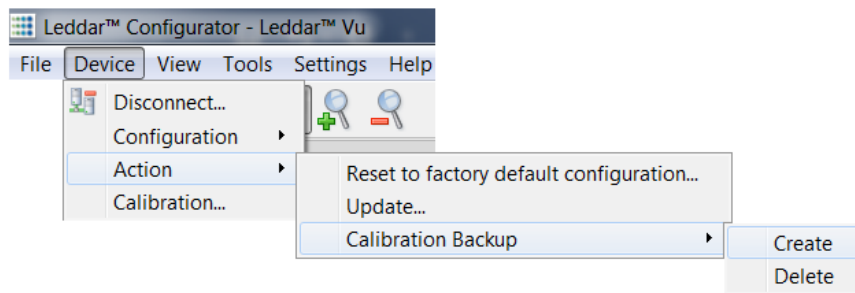 Leddar™ Configurator - Leddar™ Vu
File Device View Tools Settings Help
Disconnect...
Configuration
Action
Reset to factory default configuration...
Calibration...
Update...
Calibration Backup
Create
Delete